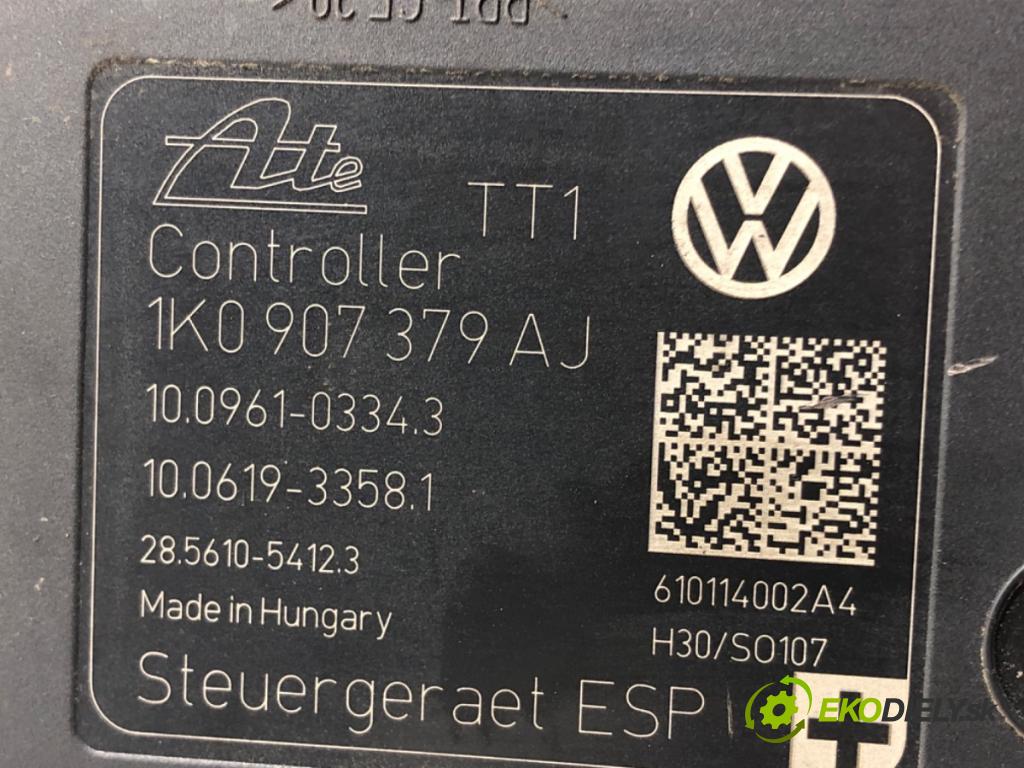 Ate
TT1
Controller
1K0 907 379 AJ
10.0961-0334.3
10.0619-3358.1
28.5610-5412.3
Made in Hungary
610114002A4
H30/SO107
Steuergeraet ESP
EKODIELY.sk